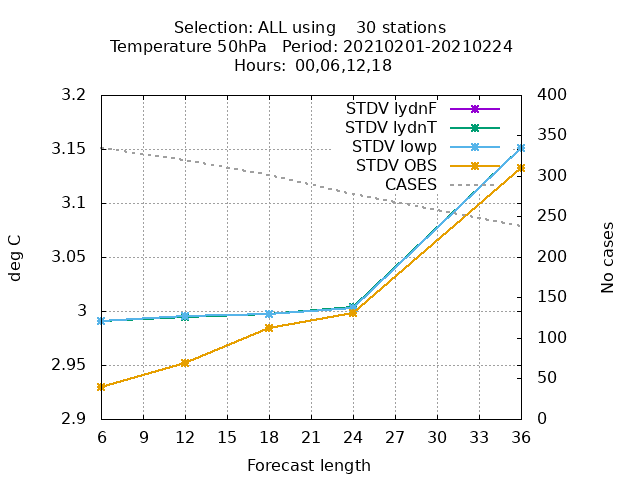 Selection: ALL using    30 stations
Temperature 50hPa   Period: 20210201-20210224
Hours: 00,06,12,18
3.2
3.15
3.1
3.05
3
2.95
2.9
deg C
STDV lydnF
STDV lydnT
STDV lowp
STDV OBS
CASES
400
350
300
250
200
150
100
50
0
No cases
6 9 12 15 18 21 24 27 30 33 36
Forecast length